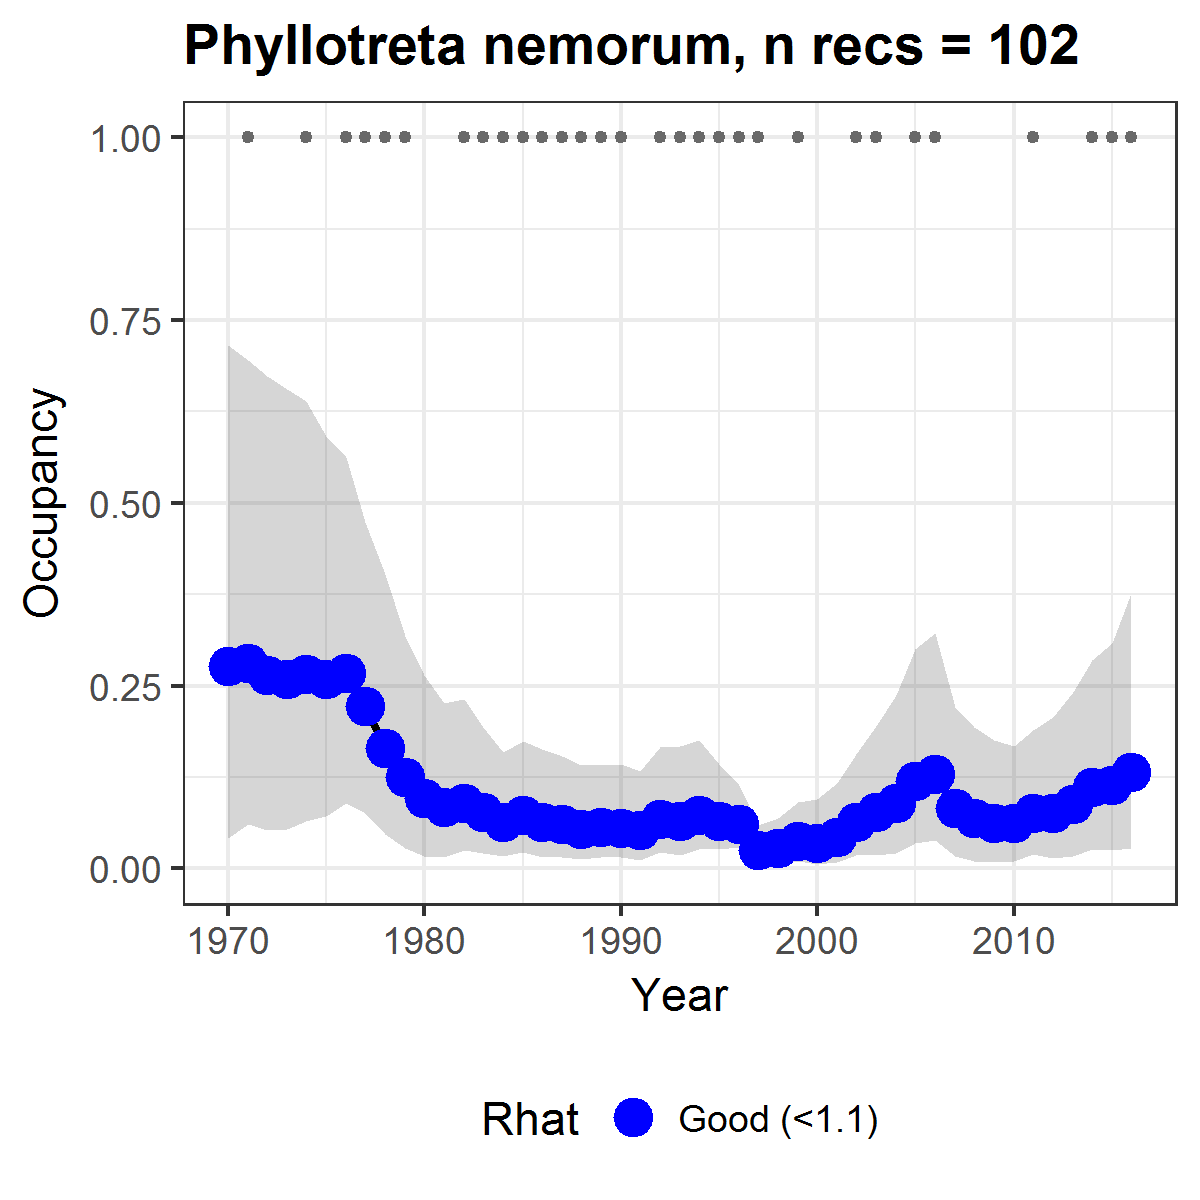 Phyllotreta nemorum, n recs = 102
1.00
0.75
0.50
0.25
0.00
Occupancy
1970 1980 1990 2000 2010
Year
Rhat Good (<1.1)